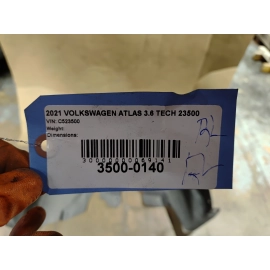 2021 VOLKSWAGEN ATLAS 3.6 TECH 23500
VIN: C523500
Weight:
Dimensions:
3500-0140